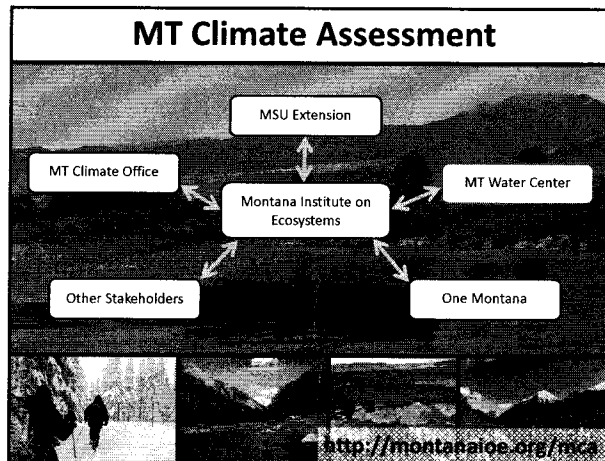 MT Climate Assessment
MSU Extension
MT Climate Office
MT Water Center
Montana Institute on
Ecosystems
Other Stakeholders
One Montana
http://montanaioe.org/mca